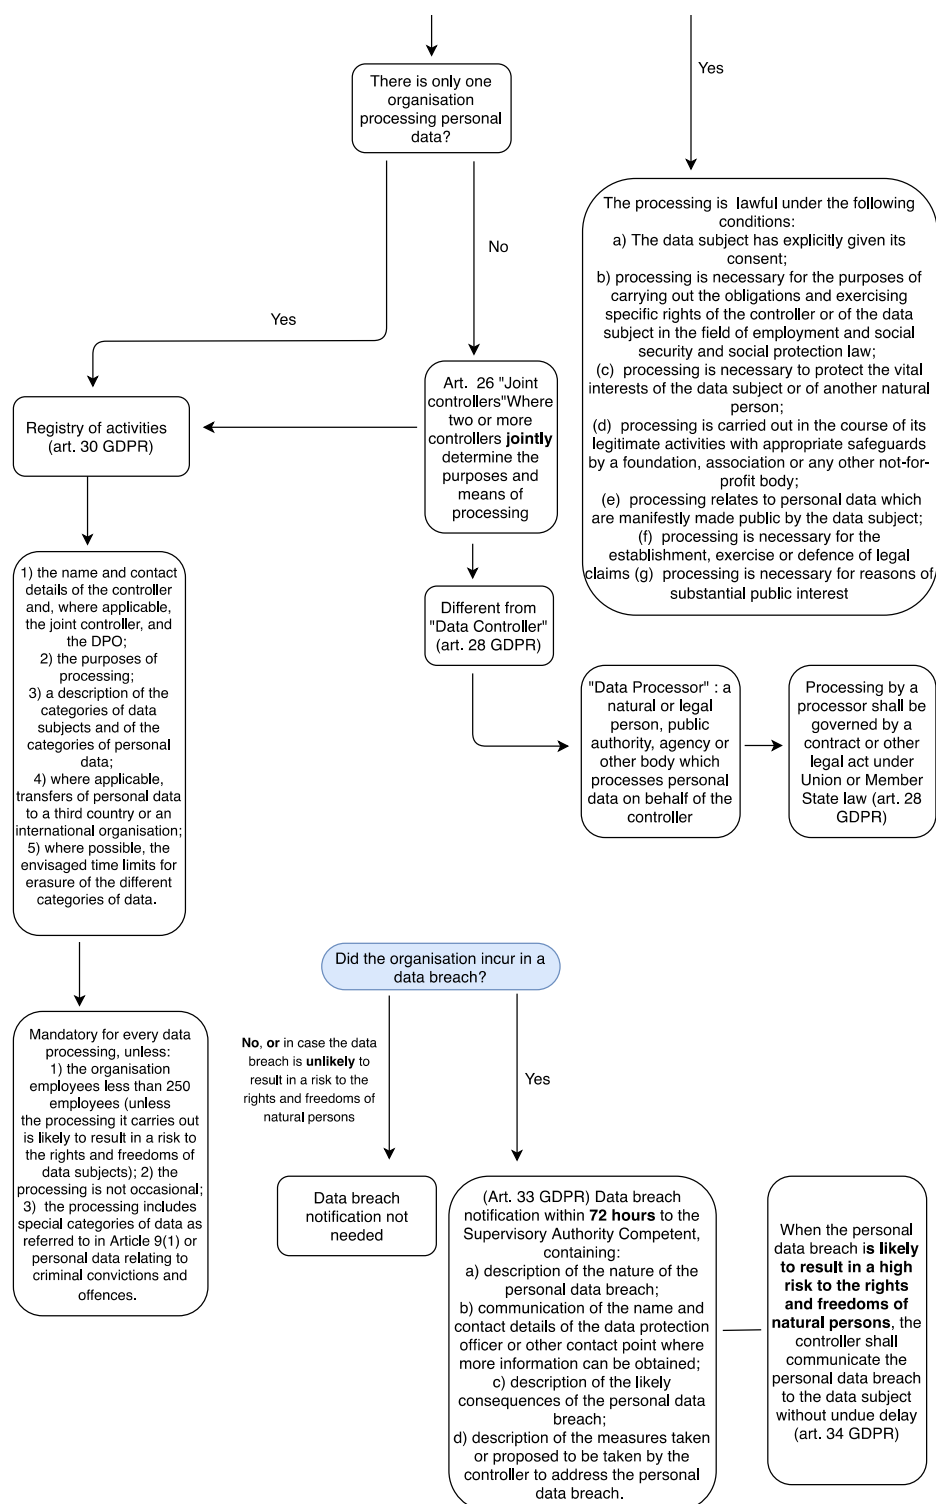 There is only one
organisation
processing personal
data?
Yes
No
Yes
The processing is lawful under the following
conditions:
a) The data subject has explicitly given its
consent;
b) processing is necessary for the purposes of
carrying out the obligations and exercising
specific rights of the controller or of the data
subject in the field of employment and social
security and social protection law;
(c) processing is necessary to protect the vital
interests of the data subject or of another natural
person;
(d) processing is carried out in the course of its
legitimate activities with appropriate safeguards
by a foundation, association or any other not-for-
profit body;
(e) processing relates to personal data which
are manifestly made public by the data subject;
(f) processing is necessary for the
establishment, exercise or defence of legal
claims (g) processing is necessary for reasons of
substantial public interest
Registry of activities
(art. 30 GDPR)
Art. 26 "Joint
controllers"Where
two or more
controllers jointly
determine the
purposes and
means of
processing
1) the name and contact
details of the controller
and, where applicable,
the joint controller, and
the DPO;
2) the purposes of
processing;
3) a description of the
categories of data
subjects and of the
categories of personal
data;
4) where applicable,
transfers of personal data
to a third country or an
international organisation;
5) where possible, the
envisaged time limits for
erasure of the different
categories of data.
Different from
"Data Controller"
(art. 28 GDPR)
"Data Processor" : a
natural or legal
person, public
authority, agency or
other body which
processes personal
data on behalf of the
controller
Processing by a
processor shall be
governed by a
contract or other
legal act under
Union or Member
State law (art. 28
GDPR)
Mandatory for every data
processing, unless:
1) the organisation
employees less than 250
employees (unless
the processing it carries out
is likely to result in a risk to
the rights and freedoms of
data subjects); 2) the
processing is not occasional;
3) the processing includes
special categories of data as
referred to in Article 9(1) or
personal data relating to
criminal convictions and
offences.
Did the organisation incur in a
data breach?
No, or in case the data
breach is unlikely to
result in a risk to the
rights and freedoms of
natural persons
Yes
Data breach
notification not
needed
(Art. 33 GDPR) Data breach
notification within 72 hours to the
Supervisory Authority Competent,
containing:
a) description of the nature of the
personal data breach;
b) communication of the name and
contact details of the data protection
officer or other contact point where
more information can be obtained;
c) description of the likely
consequences of the personal data
breach;
d) description of the measures taken
or proposed to be taken by the
controller to address the personal
data breach.
When the personal
data breach is likely
to result in a high
risk to the rights
and freedoms of
natural persons, the
controller shall
communicate the
personal data breach
to the data subject
without undue delay
(art. 34 GDPR)